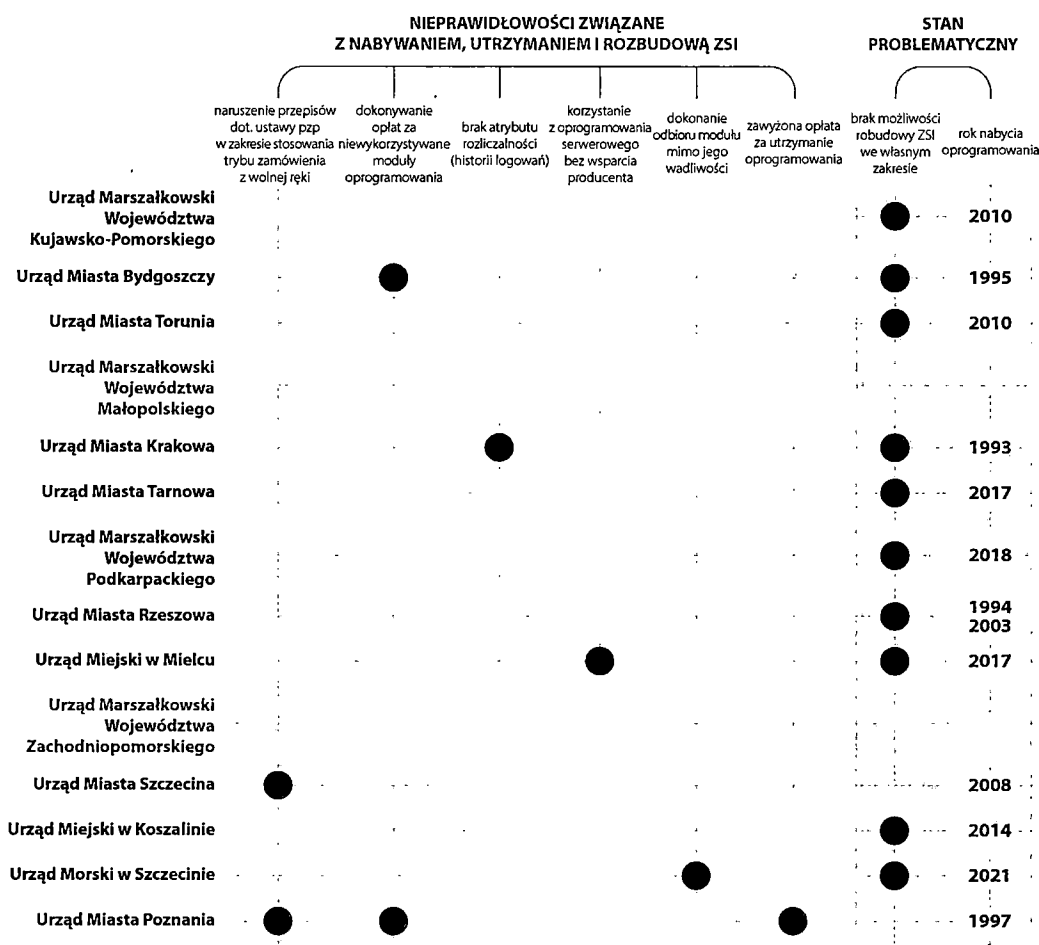 NIEPRAWIDŁOWOŚCI ZWIĄZANE
Z NABYWANIEM, UTRZYMANIEM I ROZBUDOWĄ ZSI
STAN
PROBLEMATYCZNY
naruszenie przepisów
dot. ustawy pzp
w zakresie stosowania
trybu zamówienia
z wolnej ręki
dokonywanie
opłat za
niewykorzystywane
moduły
oprogramowania
brak atrybutu
rozliczalności
(historii logowań)
korzystanie
z oprogramowania
serwerowego
bez wsparcia
producenta
dokonanie
odbioru modułu
mimo jego
wadliwości
zawyżona opłata
za utrzymanie
oprogramowania
brak możliwości
robudowy ZSI
we własnym
zakresie
rok nabycia
oprogramowania
Urząd Marszałkowski
Województwa
Kujawsko-Pomorskiego
2010
Urząd Miasta Bydgoszczy
1995
Urząd Miasta Torunia
2010
Urząd Marszałkowski
Województwa
Małopolskiego
Urząd Miasta Krakowa
1993
Urząd Miasta Tarnowa
2017
Urząd Marszałkowski
Województwa
Podkarpackiego
2018
Urząd Miasta Rzeszowa
1994
2003
Urząd Miejski w Mielcu
2017
Urząd Marszałkowski
Województwa
Zachodniopomorskiego
Urząd Miasta Szczecina
2008
Urząd Miejski w Koszalinie
2014
Urząd Morski w Szczecinie
2021
Urząd Miasta Poznania
1997